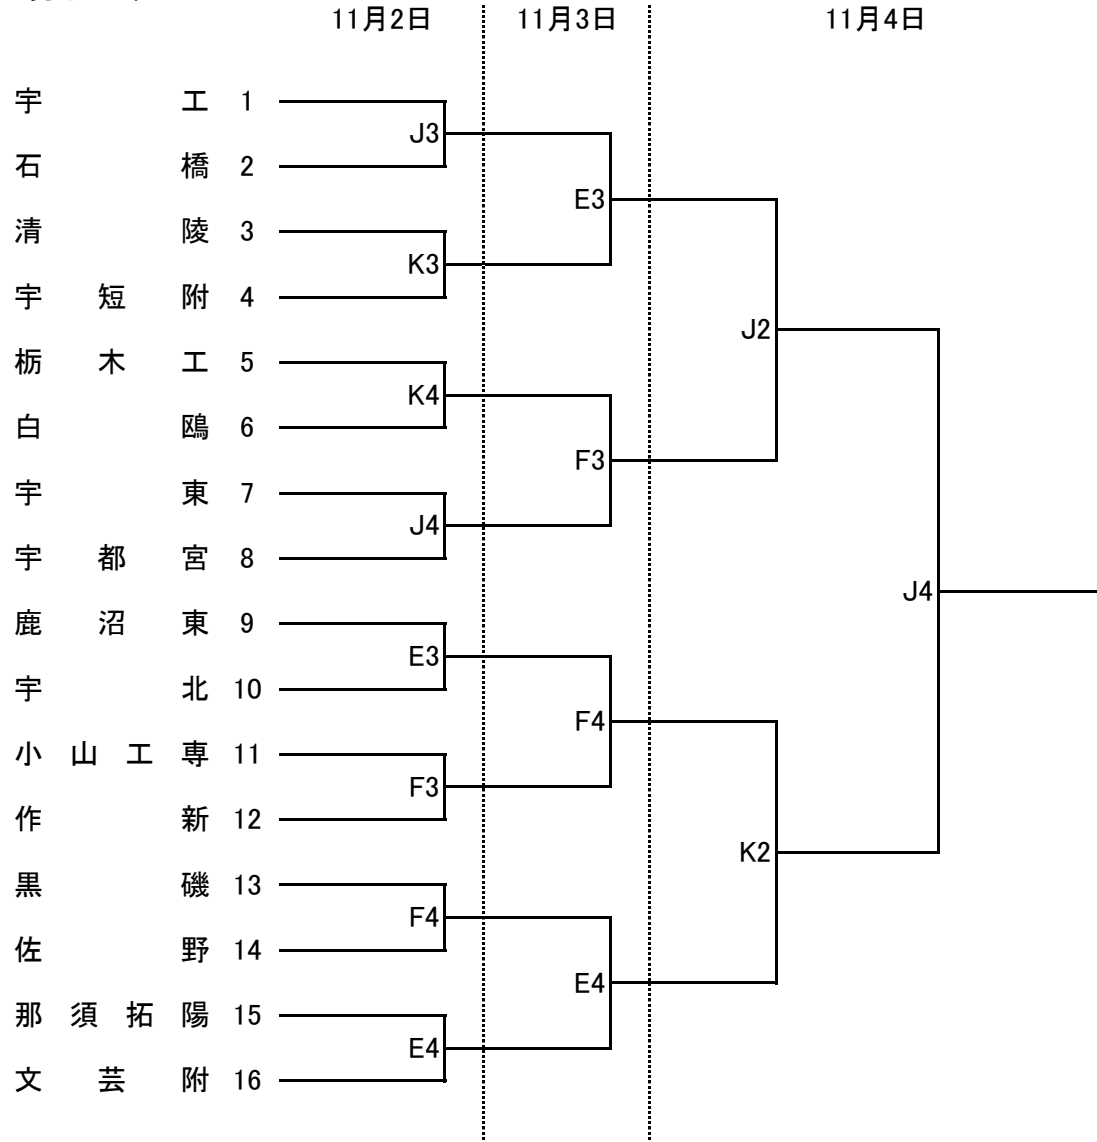 11月2日 11月3日 11月4日
宇工 1
J3
石橋 2
E3
清陵 3
K3
宇短附 4
J2
栃木工 5
K4
白鴎 6
F3
宇東 7
J4
宇都宮 8
J4
鹿沼東 9
E3
宇北 10
F4
小山工専 11
F3
作新 12
K2
黒磯 13
F4
佐野 14
E4
那須拓陽 15
E4
文芸附 16